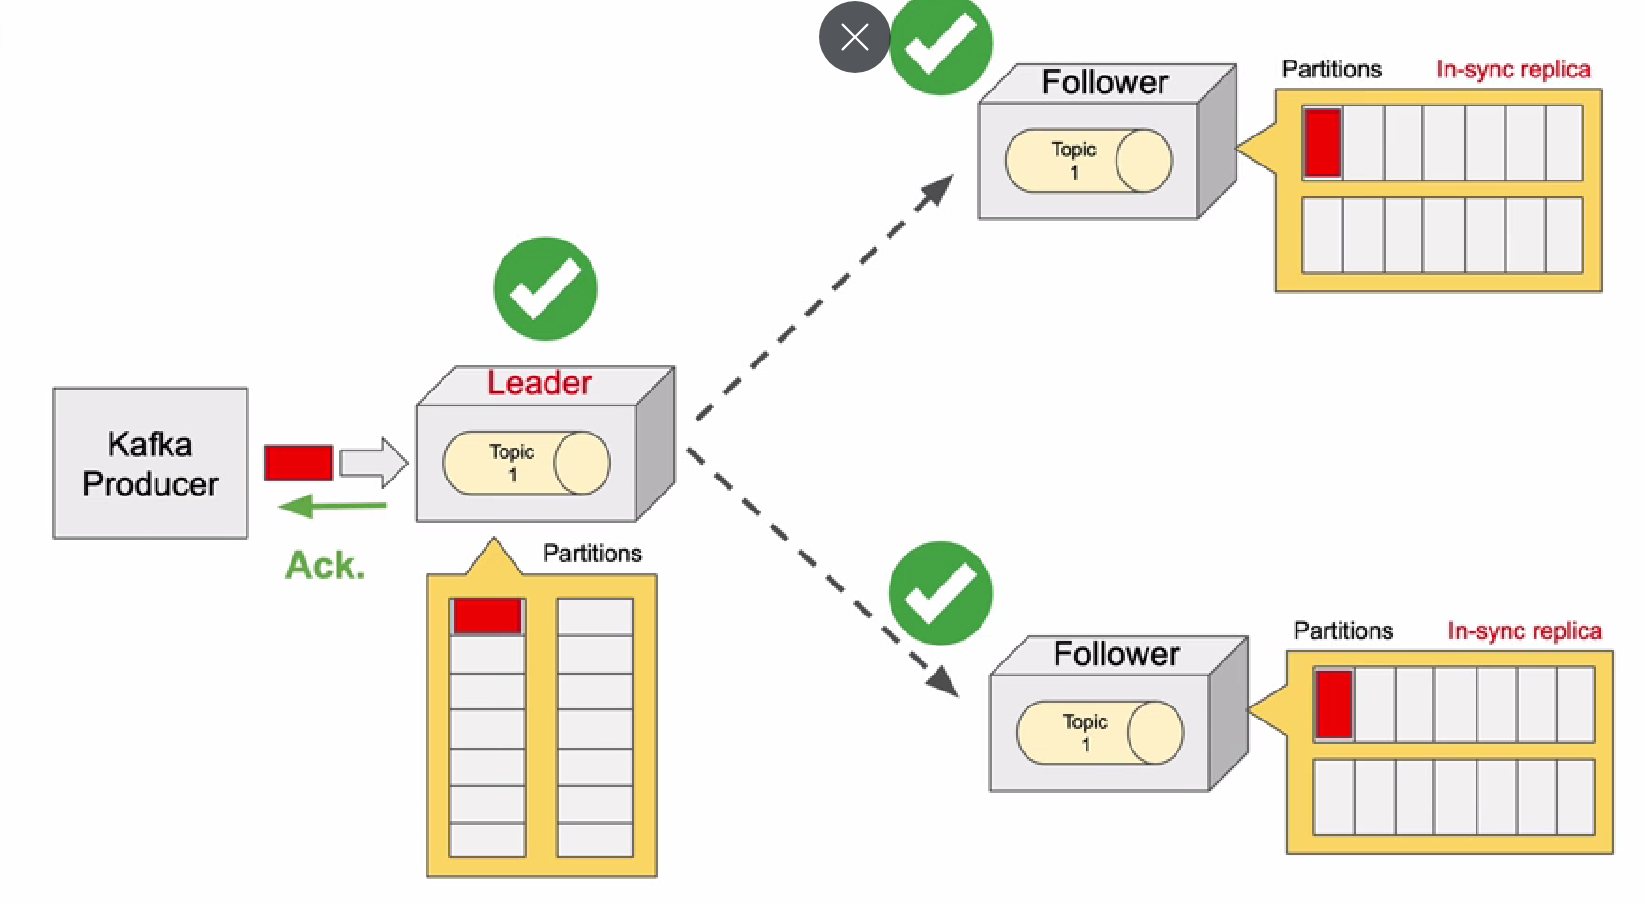 Follower
Topic
1
Partitions
In-sync replica
Leader
Topic
1
Kafka
Producer
Ack.
Partitions
Follower
Topic
1
Partitions
In-sync replica